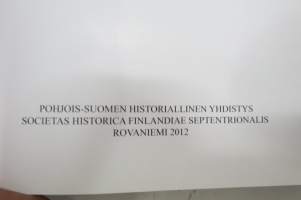 POHJOIS-SUOMEN HISTORIALLINEN YHDISTYS
SOCIETAS HISTORICA FINLANDIAE SEPTENTRIONALIS
ROVANIEMI 2012